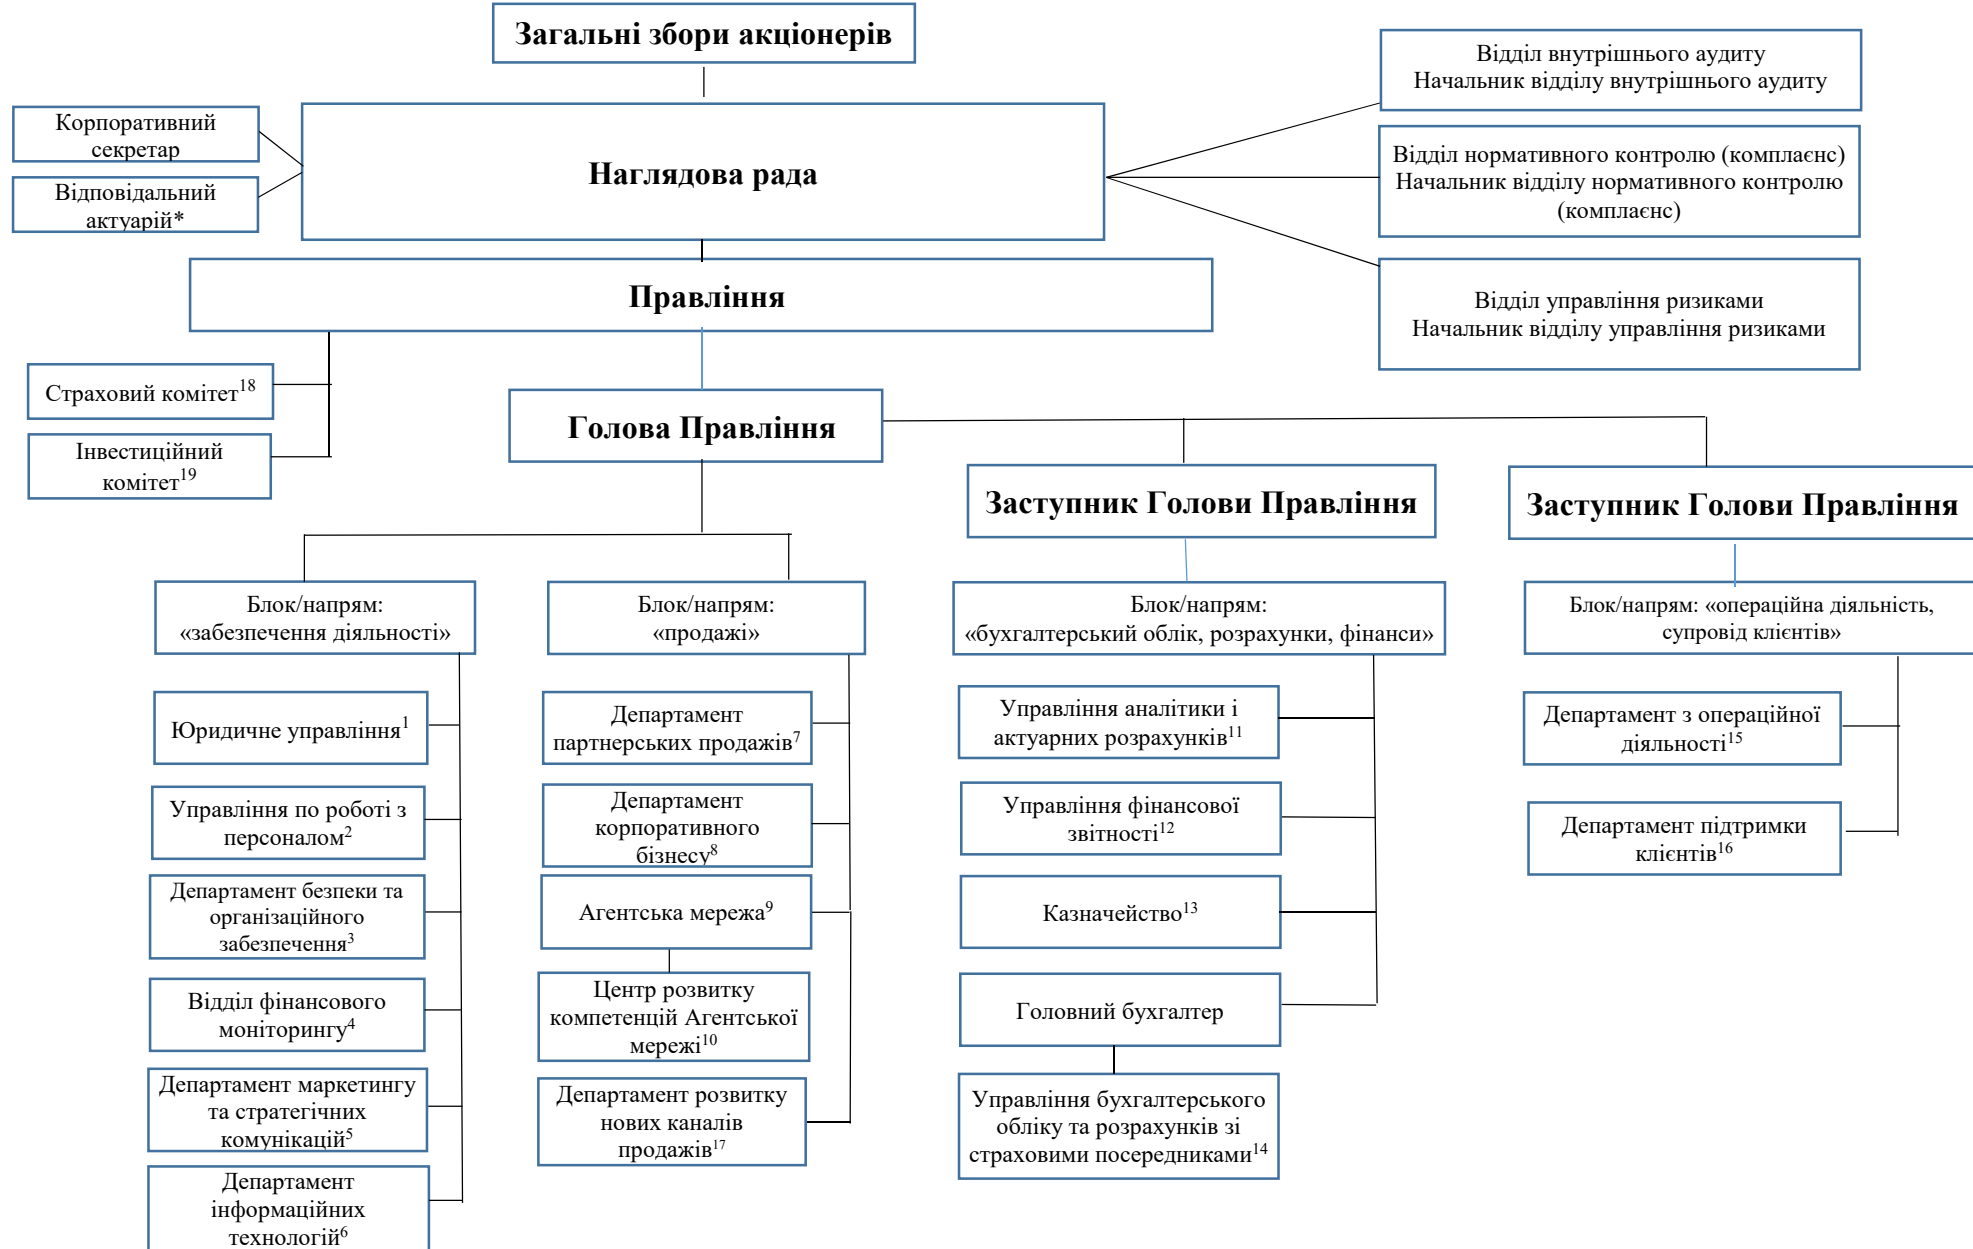 Загальні збори акціонерів
Відділ внутрішнього аудиту
Начальник відділу внутрішнього аудиту
Корпоративний
секретар
Відповідальний
актуарій*
Наглядова рада
Відділ нормативного контролю (комплаєнс)
Начальник відділу нормативного контролю
(комплаєнс)
Відділ управління ризиками
Начальник відділу управління ризиками
Правління
Страховий комітет18
Інвестиційний
комітет19
Голова Правління
Заступник Голови Правління
Заступник Голови Правління
Блок/напрям:
«забезпечення діяльності»
Блок/напрям:
«продажі»
Блок/напрям:
«бухгалтерський облік, розрахунки, фінанси»
Блок/напрям: «операційна діяльність,
супровід клієнтів»
Юридичне управління1
Управління по роботі з
персоналом2
Департамент безпеки та
організаційного
забезпечення3
Відділ фінансового
моніторингу4
Департамент маркетингу
та стратегічних
комунікацій5
Департамент
інформаційних
технологій6
Департамент
партнерських продажів7
Департамент
корпоративного
бізнесу8
Агентська мережа9
Центр розвитку
компетенцій Агентської
мережі10
Департамент розвитку
нових каналів
продажів17
Управління аналітики і
актуарних розрахунків11
Управління фінансової
звітності12
Казначейство13
Головний бухгалтер
Управління бухгалтерського
обліку та розрахунків зі
страховими посередниками14
Департамент з операційної
діяльності15
Департамент підтримки
клієнтів16